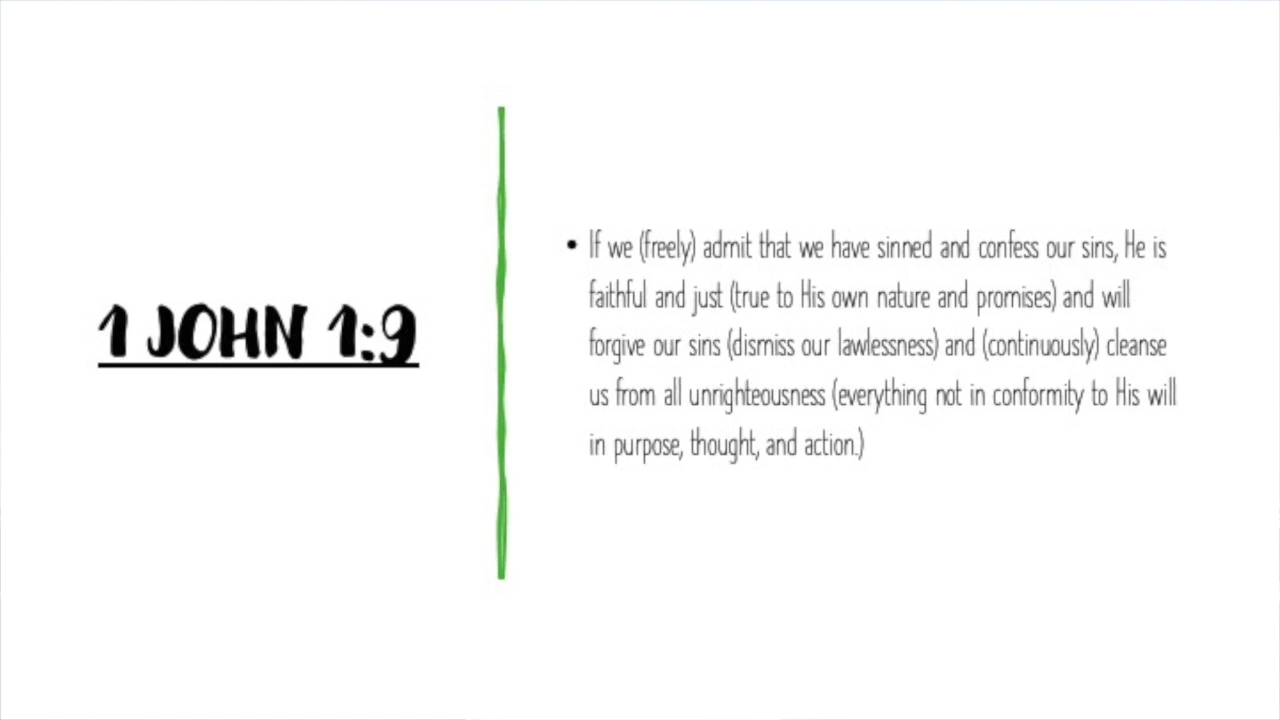 1 JOHN 1:9
• If we (freely) admit that we have sinned and confess our sins, He is
faithful and just (true to His own nature and promises) and will
forgive our sins (dismiss our lawlessness) and (continuously) cleanse
us from all unrighteousness (everything not in conformity to His will
in purpose, thought, and action.)